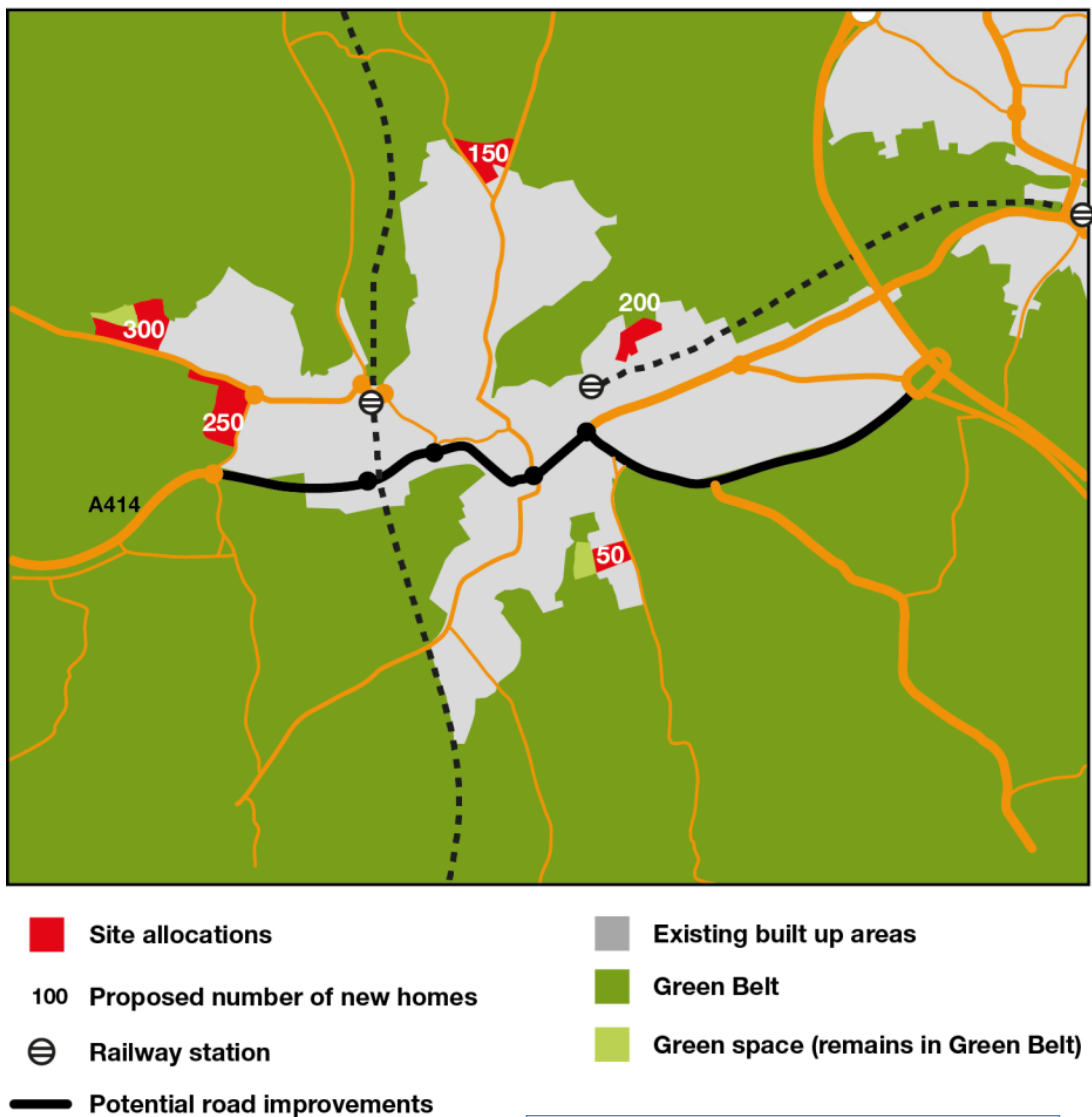 150
200
300
250
A414
50
Site allocations
100 Proposed number of new homes
Railway station
Potential road improvements
Existing built up areas
Green Belt
Green space (remains in Green Belt)